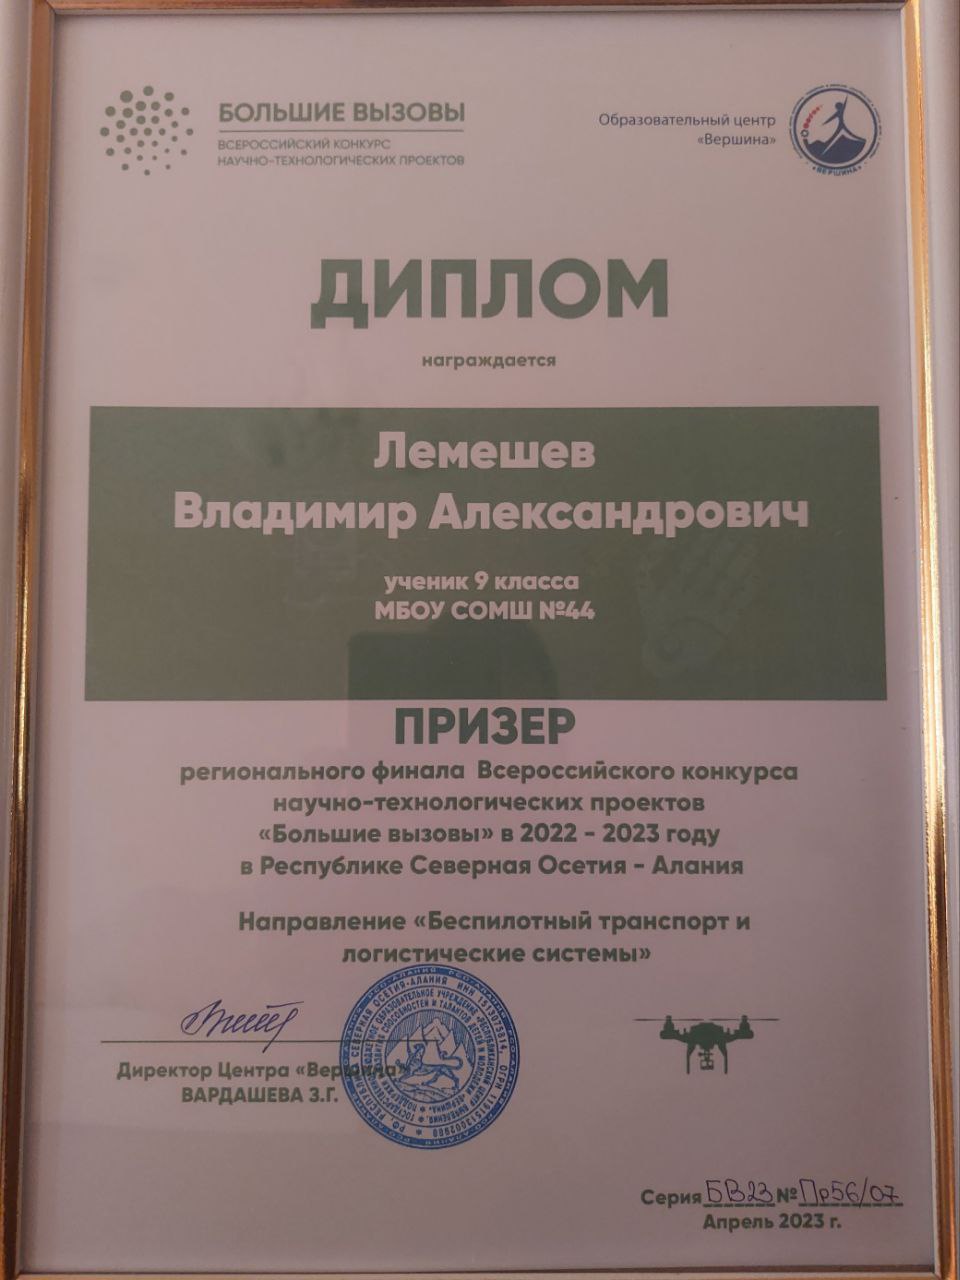 БОЛЬШИЕ ВЫЗОВЫ
ВСЕРОССИЙСКИЙ КОНКУРС
НАУЧНО-ТЕХНОЛОГИЧЕСКИХ ПРОЕКТОВ
Образовательный центр
«Вершина»
«ВЕРШИНА»
ДИПЛОМ
награждается
Лемешев
Владимир Александрович
ученик 9 класса
МБОУ СОМШ №44
ПРИЗЕР
регионального финала Всероссийского конкурса
научно-технологических проектов
«Большие вызовы» в 2022 - 2023 году
в Республике Северная Осетия - Алания
Направление «Беспилотный транспорт и
логистические системы»
Директор Центра «Вершина»
ВАРДАШЕВА З.Г.
Серия БВ23 № Пр56/07
Апрель 2023 г.